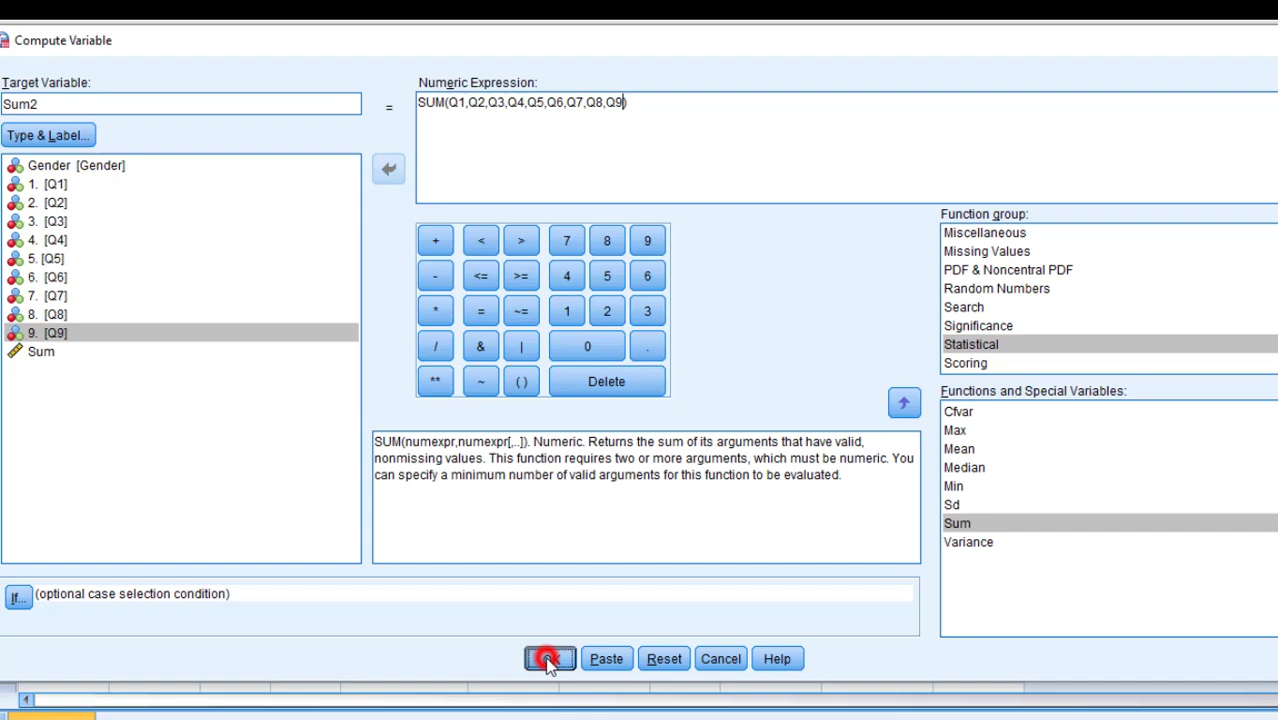 Compute Variable
Target Variable:
Sum2
Type & Label...
Gender [Gender]
1. [Q1]
2. [Q2]
3. [Q3]
4. [Q4]
5. [Q5]
6. [Q6]
7. [Q7]
8. [Q8]
9. [Q9]
Sum
=
Numeric Expression:
SUM(Q1,Q2,Q3,Q4,Q5,Q6,Q7,Q8,Q9)
+ < > 7 8 9
- <= >= 4 5 6
* = ~= 1 2 3
/ & | 0 .
** ~ ( ) Delete
Function group:
Miscellaneous
Missing Values
PDF & Noncentral PDF
Random Numbers
Search
Significance
Statistical
Scoring
Functions and Special Variables:
Cfvar
Max
Mean
Median
Min
Sd
Sum
Variance
SUM(numexpr,numexpr[,..]). Numeric. Returns the sum of its arguments that have valid,
nonmissing values. This function requires two or more arguments, which must be numeric. You
can specify a minimum number of valid arguments for this function to be evaluated.
If... (optional case selection condition)
Paste Reset Cancel Help